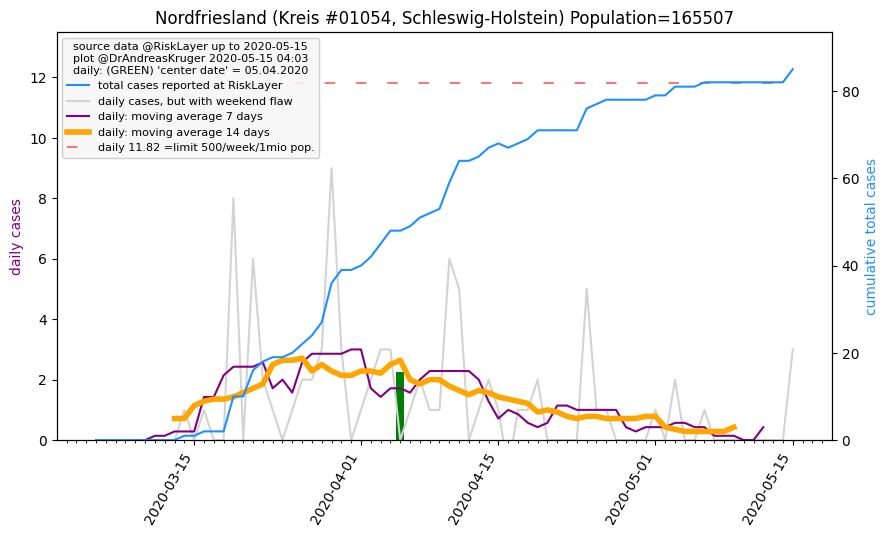 Nordfriesland (Kreis #01054, Schleswig-Holstein) Population=165507
source data @RiskLayer up to 2020-05-15
plot @DrAndreasKruger 2020-05-15 04:03
daily: (GREEN) 'center date' = 05.04.2020
total cases reported at RiskLayer
daily cases, but with weekend flaw
daily: moving average 7 days
daily: moving average 14 days
daily 11.82 =limit 500/week/1mio pop.
daily cases
12
10
8
6
4
2
0
cumulative total cases
80
60
40
20
0
2020-03-15
2020-04-01
2020-04-15
2020-05-01
2020-05-15